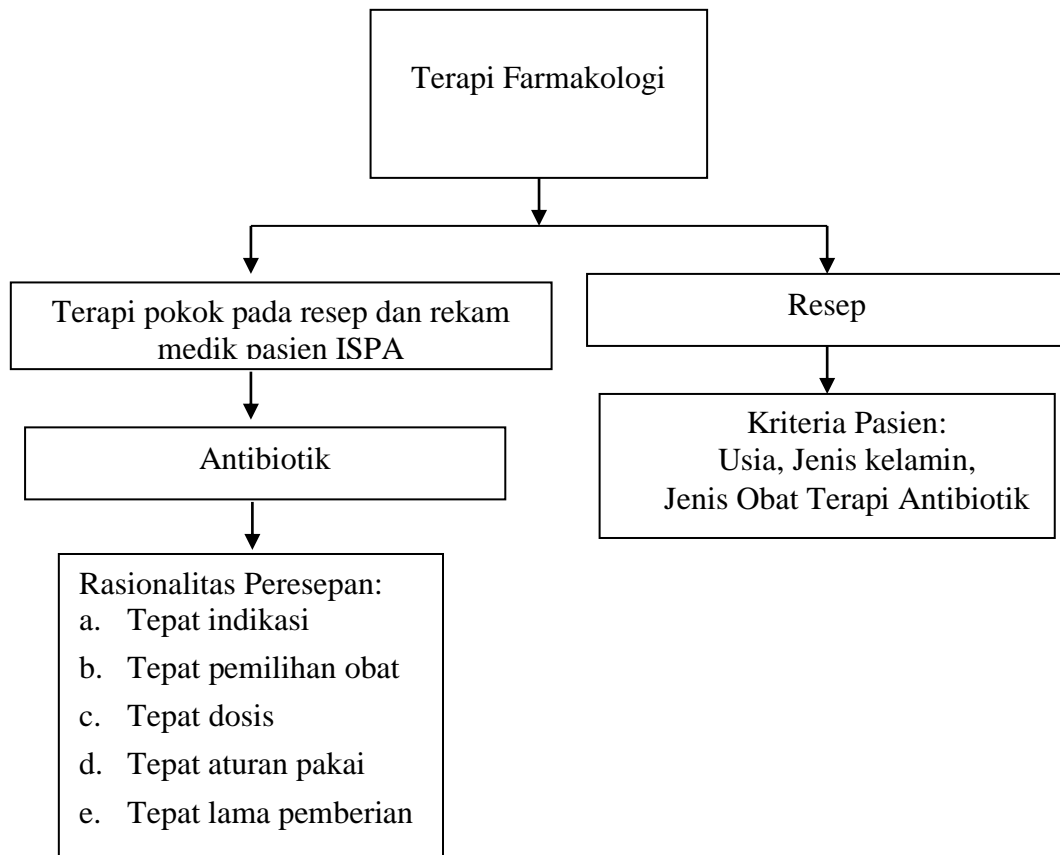 Terapi Farmakologi
Terapi pokok pada resep dan rekam
medik pasien ISPA
Resep
Antibiotik
Kriteria Pasien:
Usia, Jenis kelamin,
Jenis Obat Terapi Antibiotik
Rasionalitas Peresepan:
a. Tepat indikasi
b. Tepat pemilihan obat
c. Tepat dosis
d. Tepat aturan pakai
e. Tepat lama pemberian